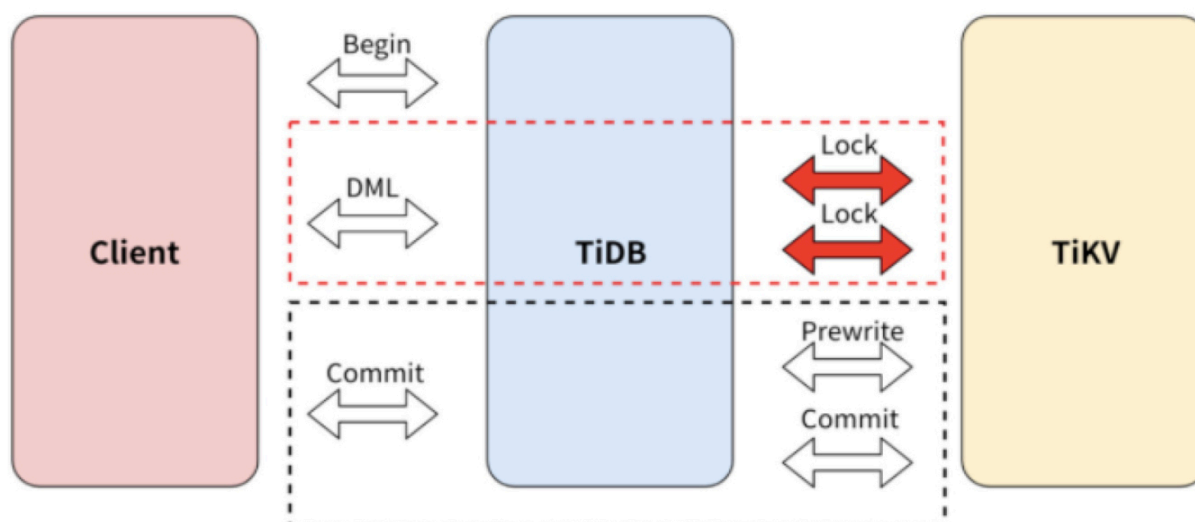 Begin
Lock
DML
Lock
Client
TiDB
TiKV
Prewrite
Commit
Commit